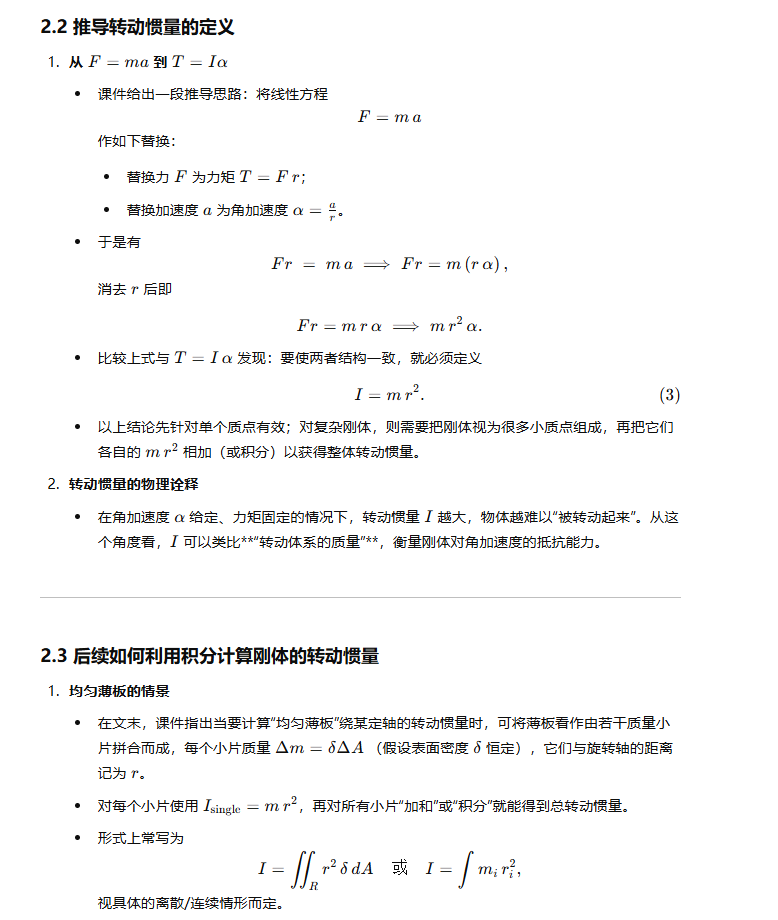 2.2 推导转动惯量的定义
1. 从 F = ma 到 T = Iα
• 课件给出一段推导思路：将线性方程
F = m a
作如下替换：
• 替换力 F 为力矩 T = F r；
• 替换加速度 a 为角加速度 α = a/r。
• 于是有
Fr = m a ⟹ Fr = m (r α) ,
消去 r 后即
Fr = m r α ⟹ m r² α.
• 比较上式与 T = I α 发现：要使两者结构一致，就必须定义
I = m r². (3)
• 以上结论先针对单个质点有效；对复杂刚体，则需要把刚体视为很多小质点组成，再把它们
各自的 m r² 相加（或积分）以获得整体转动惯量。
2. 转动惯量的物理诠释
• 在角加速度 α 给定、力矩固定的情况下，转动惯量 I 越大，物体越难以“被转动起来”。从这
个角度看，I 可以类比**“转动体系的质量”**，衡量刚体对角加速度的抵抗能力。
2.3 后续如何利用积分计算刚体的转动惯量
1. 均匀薄板的情景
• 在文末，课件指出当要计算“均匀薄板”绕某定轴的转动惯量时，可将薄板看作由若干质量小
片拼合而成，每个小片质量 Δm = δΔA （假设表面密度 δ 恒定），它们与旋转轴的距离
记为 r。
• 对每个小片使用 I_single = m r²，再对所有小片“加和”或“积分”就能得到总转动惯量。
• 形式上常写为
I = ∬_R r² δ dA 或 I = ∫ m_i r_i²,
视具体的离散/连续情形而定。